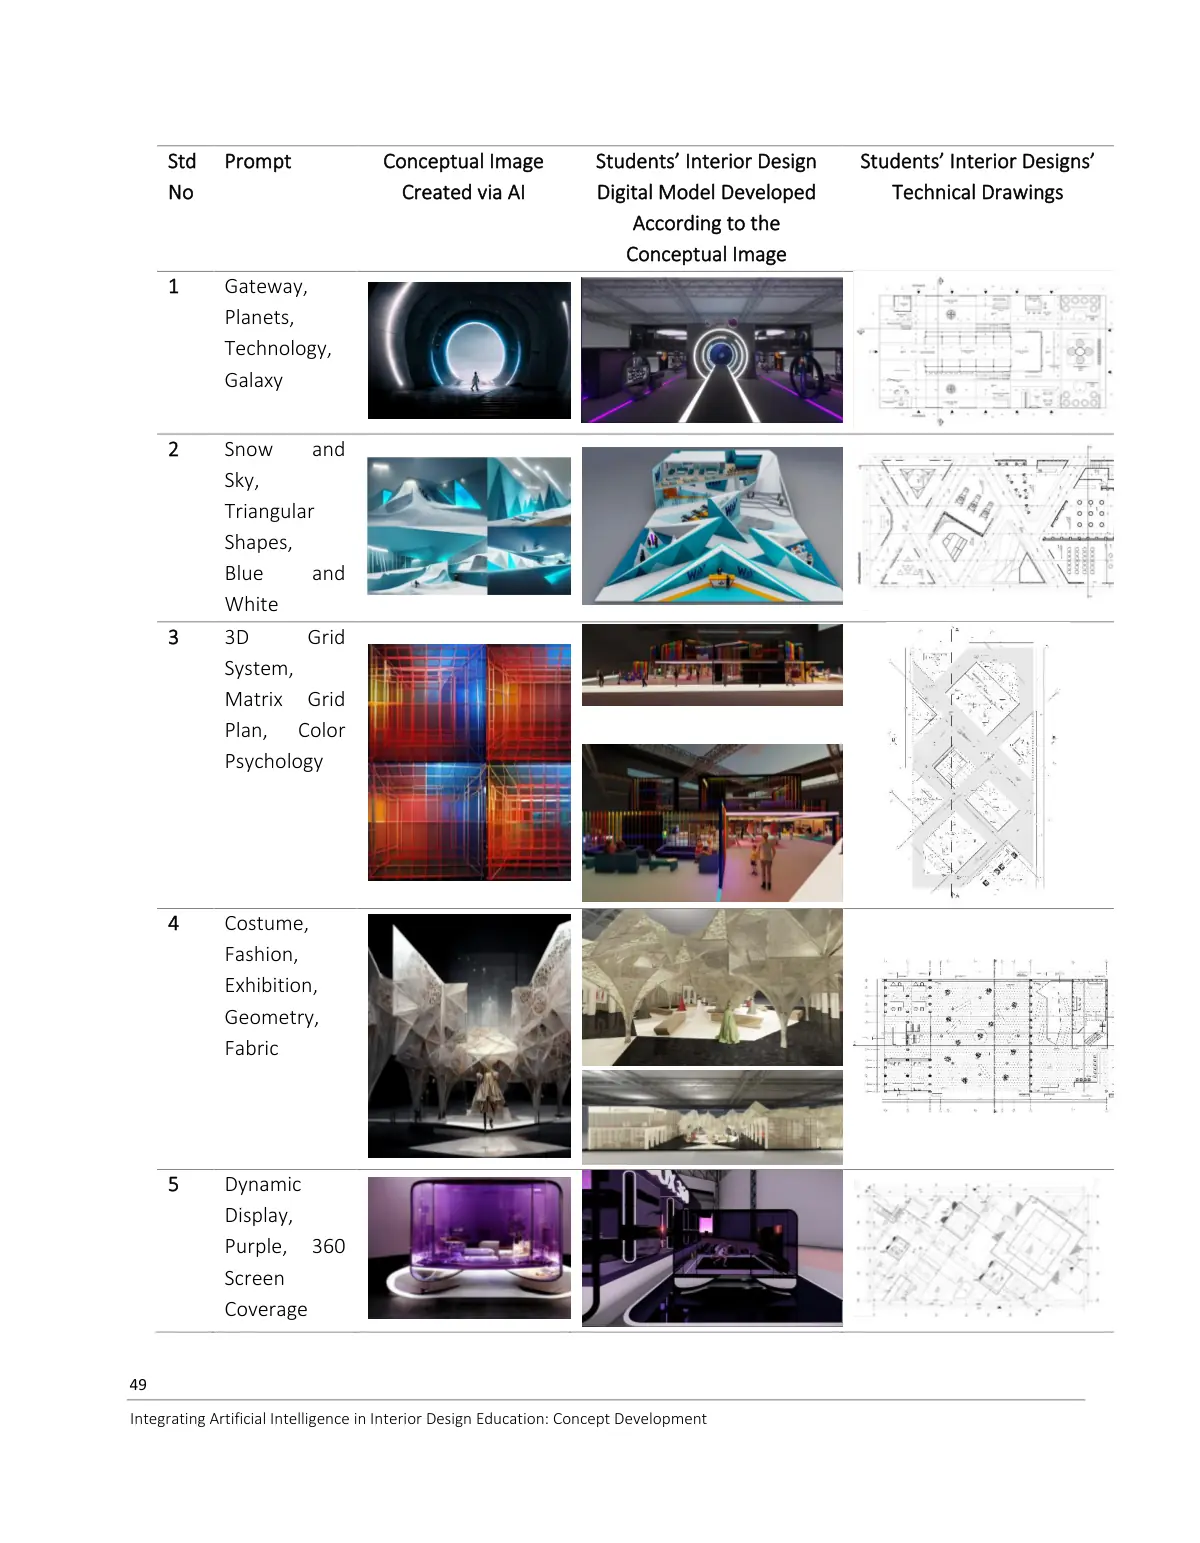 Std No
Prompt
Conceptual Image
Created via AI
Students’ Interior Design
Digital Model Developed
According to the
Conceptual Image
Students’ Interior Designs’
Technical Drawings
1
Gateway,
Planets,
Technology,
Galaxy
2
Snow and
Sky,
Triangular
Shapes,
Blue and
White
3
3D Grid
System,
Matrix Grid
Plan, Color
Psychology
4
Costume,
Fashion,
Exhibition,
Geometry,
Fabric
5
Dynamic
Display,
Purple, 360
Screen
Coverage
49
Integrating Artificial Intelligence in Interior Design Education: Concept Development